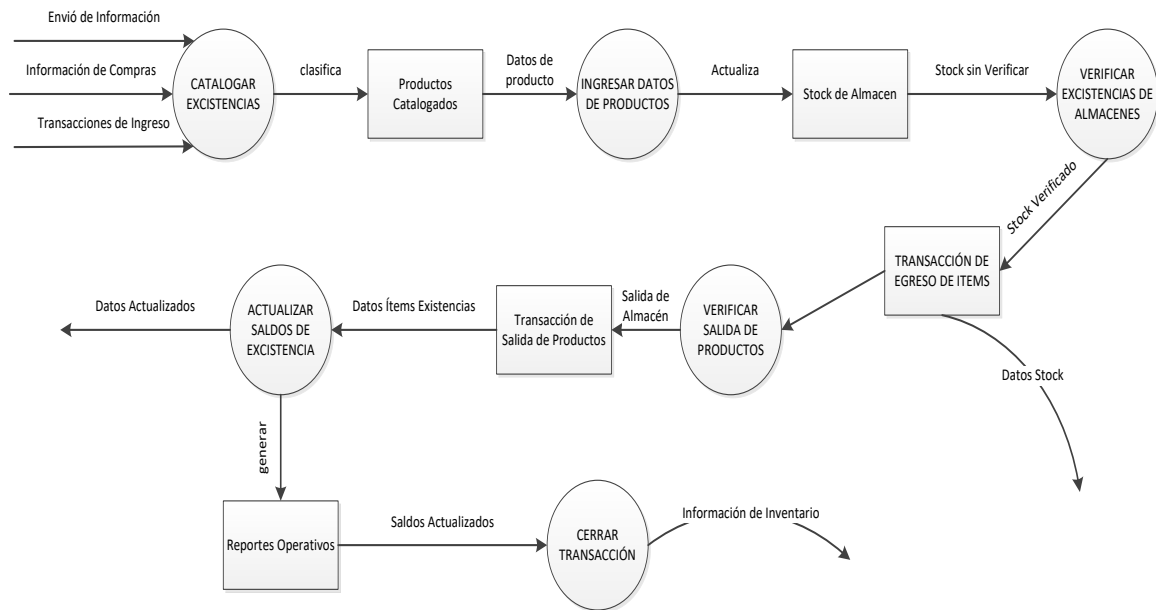 Envió de Información
Información de Compras
Transacciones de Ingreso
CATALOGAR
EXCISTENCIAS
clasifica
Productos
Catalogados
Datos de
producto
INGRESAR DATOS
DE PRODUCTOS
Actualiza
Stock de Almacen
Stock sin Verificar
VERIFICAR
EXCISTENCIAS DE
ALMACENES
Stock Verificado
TRANSACCIÓN DE
EGRESO DE ITEMS
Datos Stock
VERIFICAR
SALIDA DE
PRODUCTOS
Salida de
Almacén
Transacción de
Salida de Productos
Datos Ítems Existencias
ACTUALIZAR
SALDOS DE
EXCISTENCIA
Datos Actualizados
generar
Reportes Operativos
Saldos Actualizados
CERRAR
TRANSACCIÓN
Información de Inventario